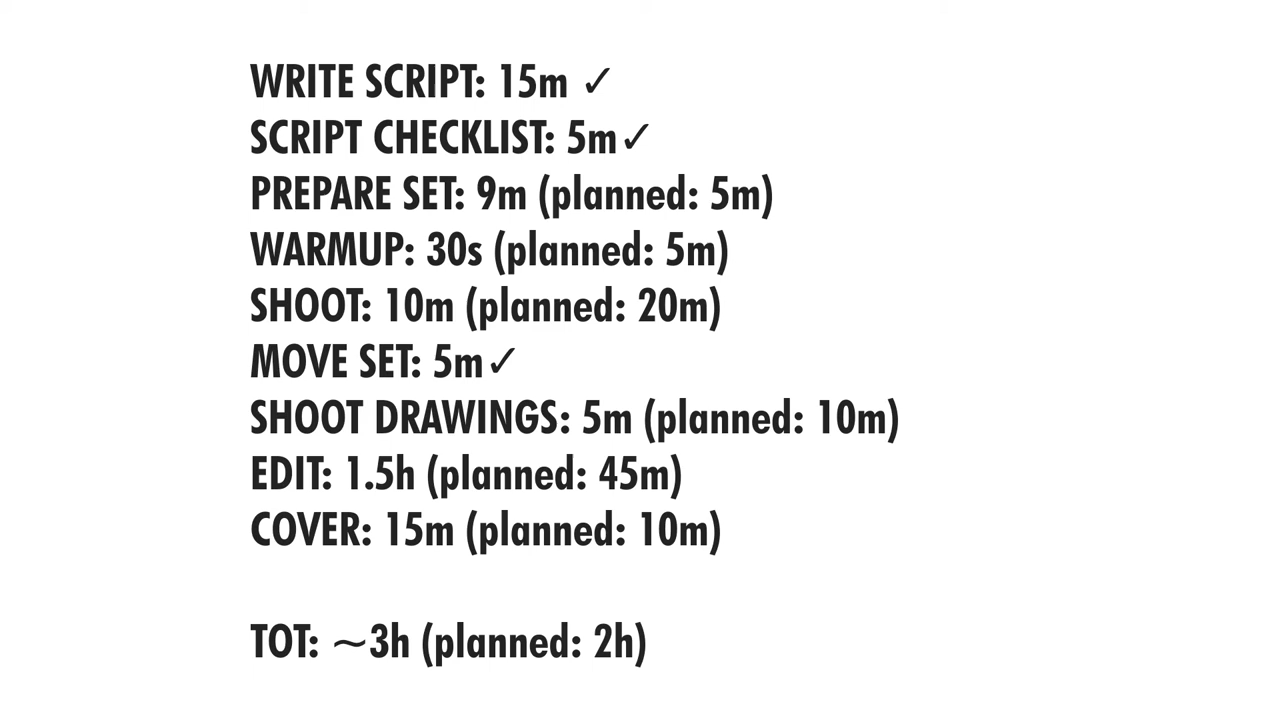 WRITE SCRIPT: 15m ✓
SCRIPT CHECKLIST: 5m✓
PREPARE SET: 9m (planned: 5m)
WARMUP: 30s (planned: 5m)
SHOOT: 10m (planned: 20m)
MOVE SET: 5m✓
SHOOT DRAWINGS: 5m (planned: 10m)
EDIT: 1.5h (planned: 45m)
COVER: 15m (planned: 10m)
TOT: ~3h (planned: 2h)